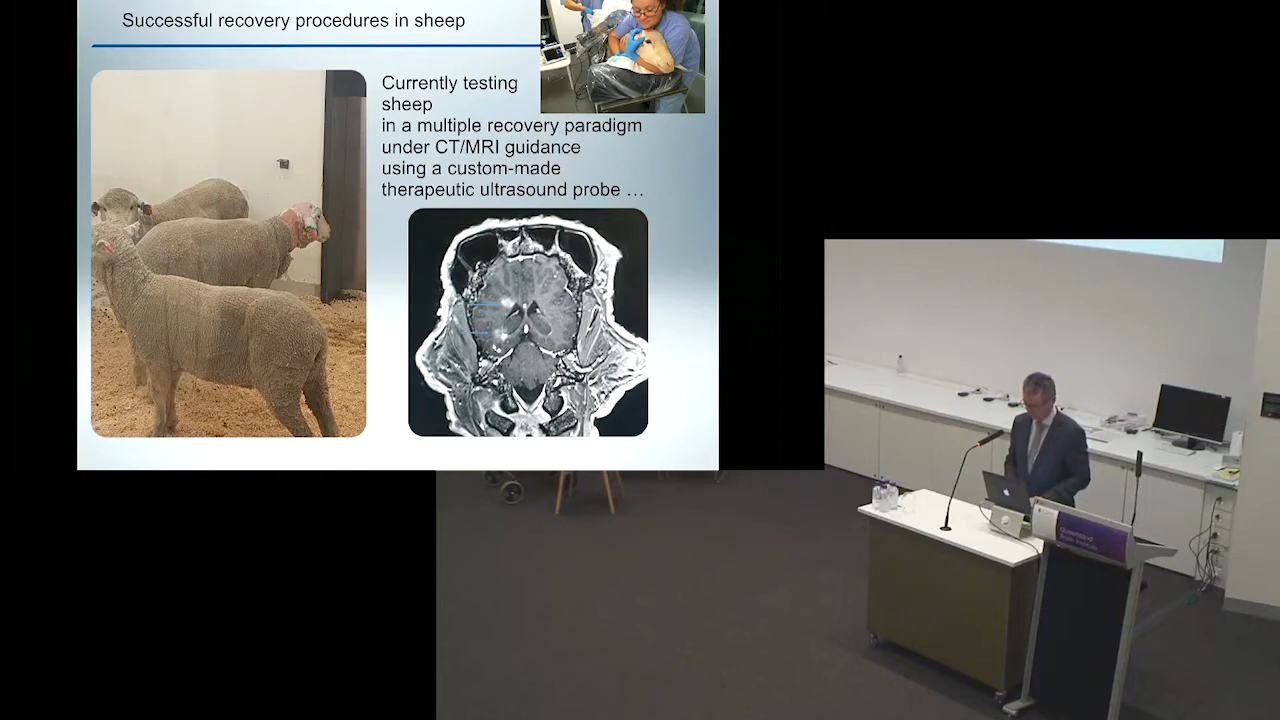 Successful recovery procedures in sheep
Currently testing
sheep
in a multiple recovery paradigm
under CT/MRI guidance
using a custom-made
therapeutic ultrasound probe …
Queensland
Brain Institute